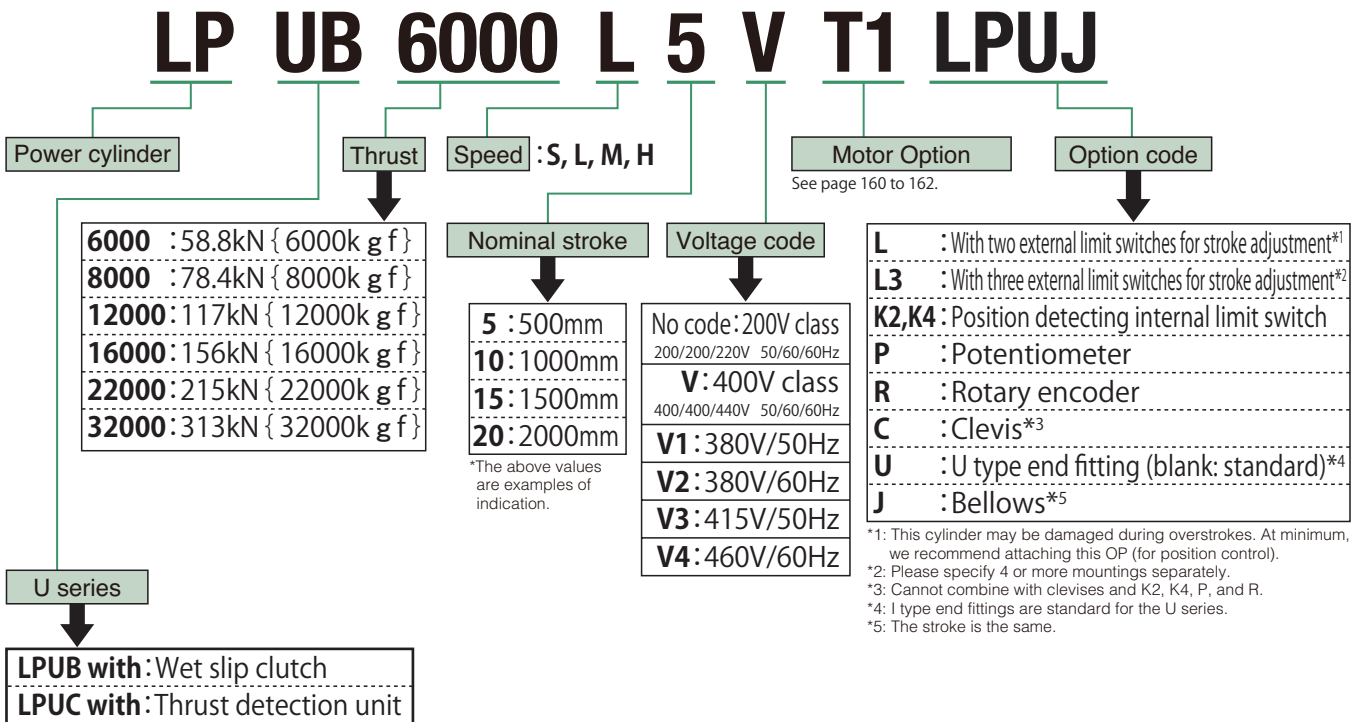 LP UB 6000 L 5 V T1 LPUJ
Power cylinder
Thrust
Speed :S, L, M, H
Motor Option
See page 160 to 162.
Option code
6000 :58.8kN{6000kgf}
8000 :78.4kN{8000kgf}
12000:117kN{12000kgf}
16000:156kN{16000kgf}
22000:215kN{22000kgf}
32000:313kN{32000kgf}
Nominal stroke
5 :500mm
10:1000mm
15:1500mm
20:2000mm
*The above values
are examples of
indication.
Voltage code
No code:200V class
200/200/220V 50/60/60Hz
V:400V class
400/400/440V 50/60/60Hz
V1:380V/50Hz
V2:380V/60Hz
V3:415V/50Hz
V4:460V/60Hz
L :With two external limit switches for stroke adjustment*1
L3 :With three external limit switches for stroke adjustment*2
K2,K4:Position detecting internal limit switch
P :Potentiometer
R :Rotary encoder
C :Clevis*3
U :U type end fitting (blank: standard)*4
J :Bellows*5
*1: This cylinder may be damaged during overstrokes. At minimum,
we recommend attaching this OP (for position control).
*2: Please specify 4 or more mountings separately.
*3: Cannot combine with clevises and K2, K4, P, and R.
*4: I type end fittings are standard for the U series.
*5: The stroke is the same.
U series
LPUB with:Wet slip clutch
LPUC with:Thrust detection unit